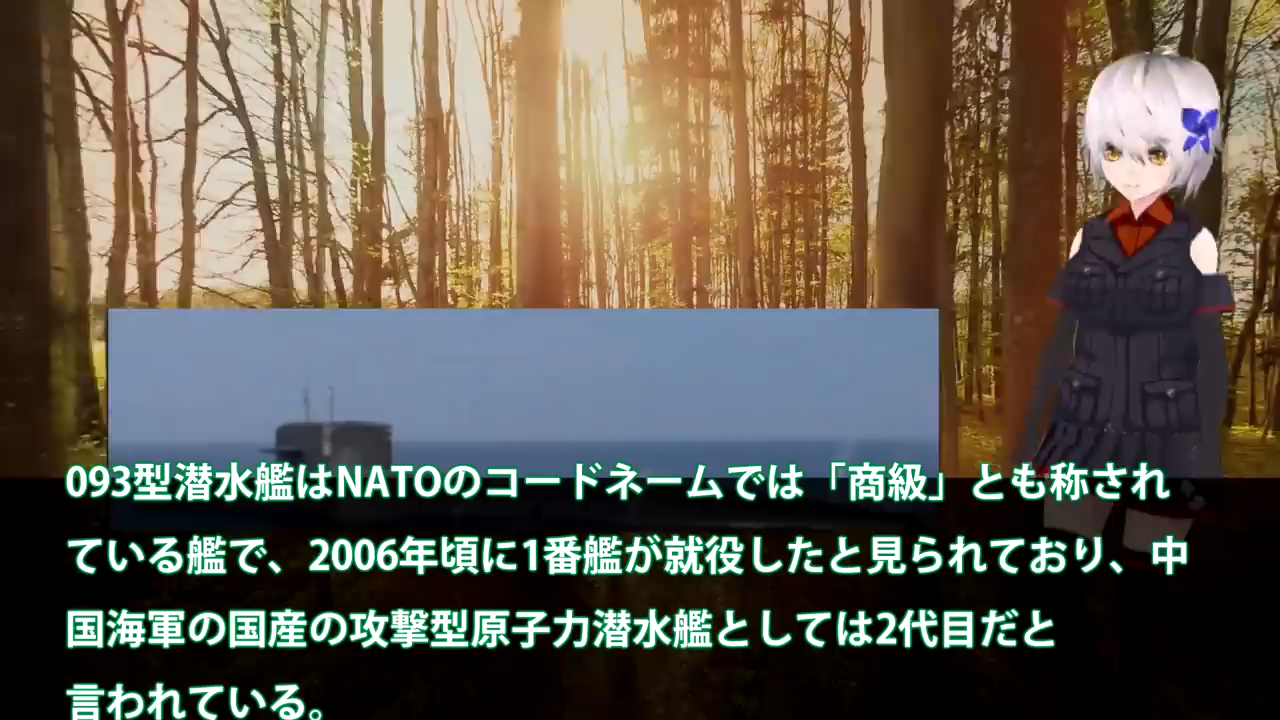 093型潜水艦はNATOのコードネームでは「商級」とも称され
ている艦で、2006年頃に1番艦が就役したと見られており、中
国海軍の国産の攻撃型原子力潜水艦としては2代目だと
言われている。